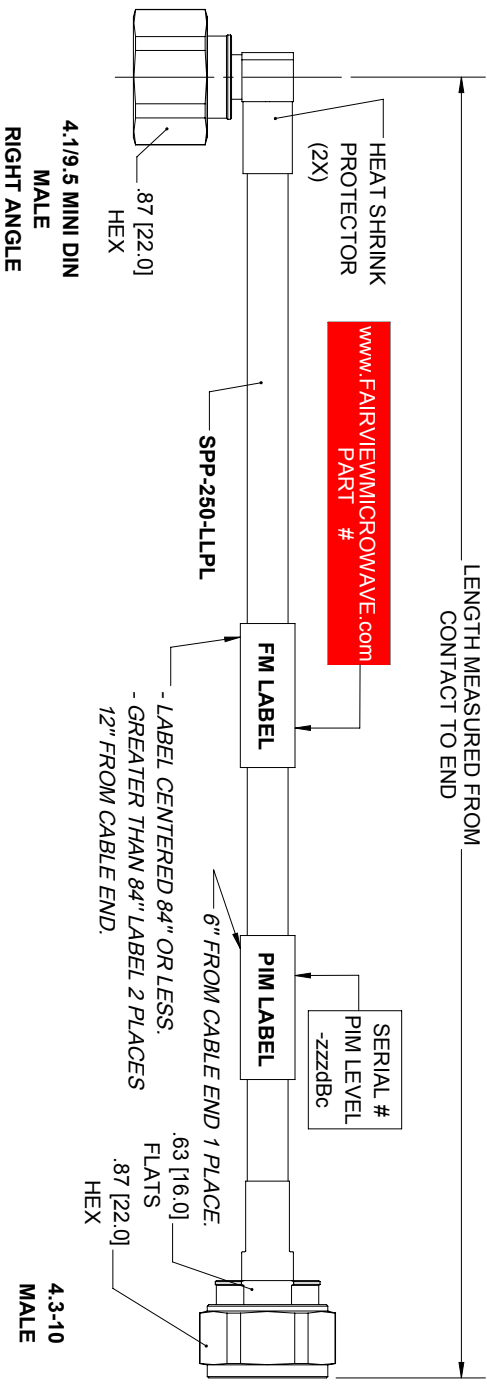 LENGTH MEASURED FROM
CONTACT TO END
HEAT SHRINK
PROTECTOR
(2X)
www.FAIRVIEWMICROWAVE.com
PART #
SERIAL #
PIM LEVEL
-zzzdBc
FM LABEL
PIM LABEL
SPP-250-LLPL
.87 [22.0]
HEX
4.1/9.5 MINI DIN
MALE
RIGHT ANGLE
- LABEL CENTERED 84" OR LESS.
- GREATER THAN 84" LABEL 2 PLACES
12" FROM CABLE END.
6" FROM CABLE END 1 PLACE.
.63 [16.0]
FLATS
.87 [22.0]
HEX
4.3-10
MALE